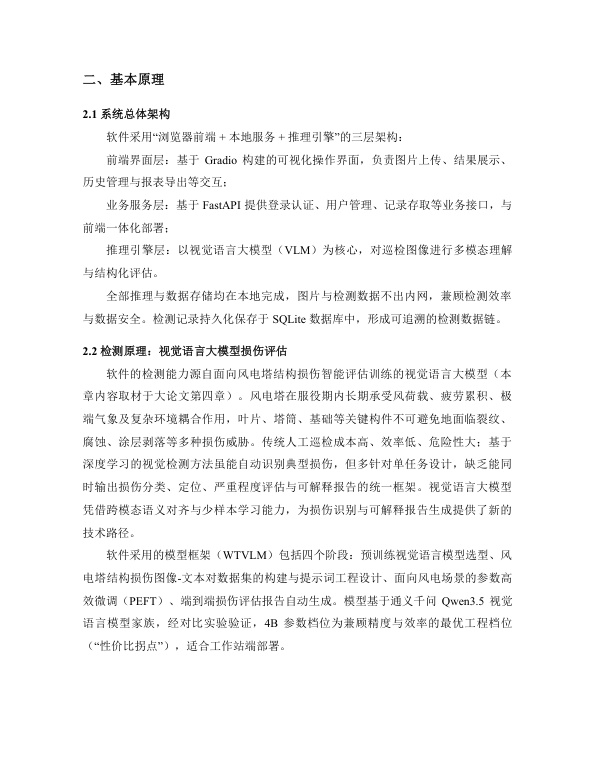 二、基本原理
2.1 系统总体架构
软件采用“浏览器前端 + 本地服务 + 推理引擎”的三层架构：
前端界面层：基于 Gradio 构建的可视化操作界面，负责图片上传、结果展示、
历史管理与报表导出等交互；
业务服务层：基于 FastAPI 提供登录认证、用户管理、记录存取等业务接口，与
前端一体化部署；
推理引擎层：以视觉语言大模型（VLM）为核心，对巡检图像进行多模态理解
与结构化评估。
全部推理与数据存储均在本地完成，图片与检测数据不出内网，兼顾检测效率
与数据安全。检测记录持久化保存于 SQLite 数据库中，形成可追溯的检测数据链。
2.2 检测原理：视觉语言大模型损伤评估
软件的检测能力源自面向风电塔结构损伤智能评估训练的视觉语言大模型（本
章内容取材于大论文第四章）。风电塔在服役期内长期承受风荷载、疲劳累积、极
端气象及复杂环境耦合作用，叶片、塔筒、基础等关键构件不可避免地面临裂纹、
腐蚀、涂层剥落等多种损伤威胁。传统人工巡检成本高、效率低、危险性大；基于
深度学习的视觉检测方法虽能自动识别典型损伤，但多针对单任务设计，缺乏能同
时输出损伤分类、定位、严重程度评估与可解释报告的统一框架。视觉语言大模型
凭借跨模态语义对齐与少样本学习能力，为损伤识别与可解释报告生成提供了新的
技术路径。
软件采用的模型框架（WTVLM）包括四个阶段：预训练视觉语言模型选型、风
电塔结构损伤图像-文本对数据集的构建与提示词工程设计、面向风电场景的参数高
效微调（PEFT）、端到端损伤评估报告自动生成。模型基于通义千问 Qwen3.5 视觉
语言模型家族，经对比实验验证，4B 参数档位为兼顾精度与效率的最优工程档位
（“性价比拐点”），适合工作站端部署。